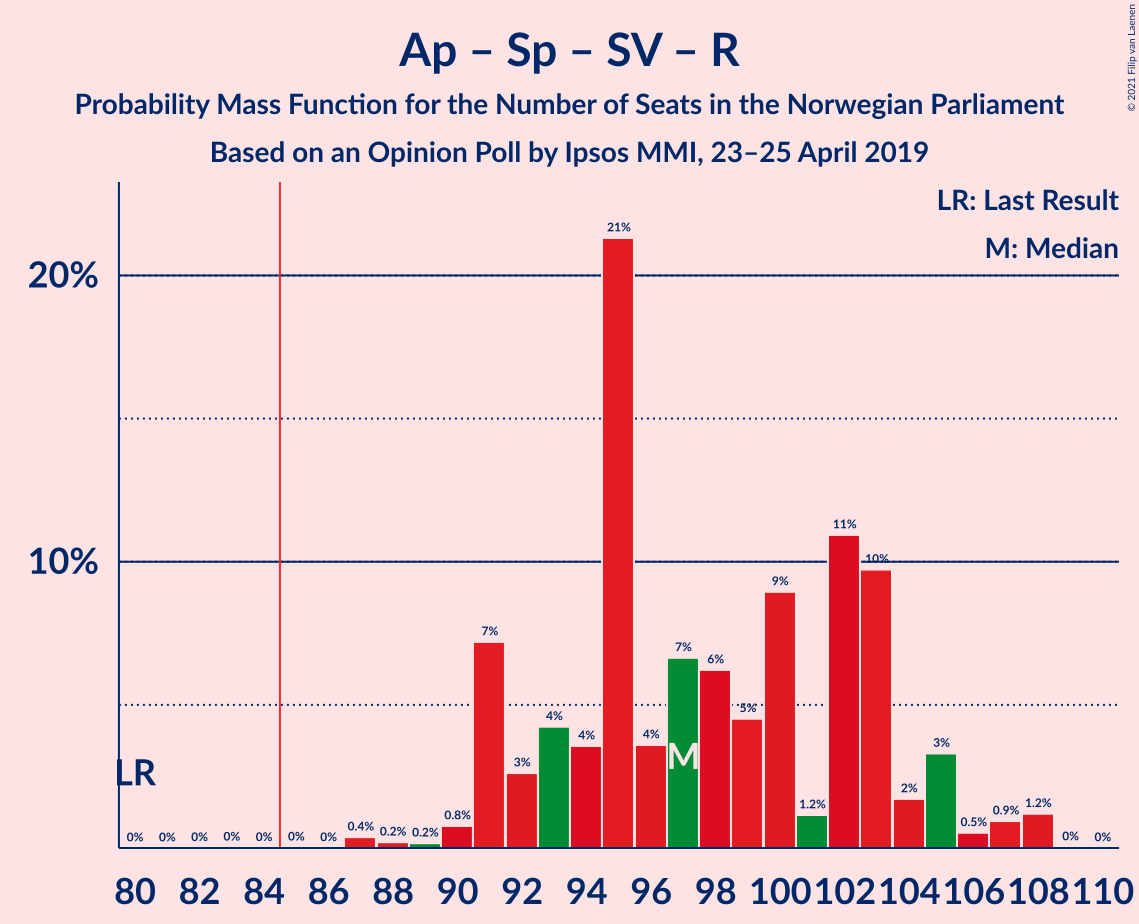 Ap – Sp – SV – R
Probability Mass Function for the Number of Seats in the Norwegian Parliament
Based on an Opinion Poll by Ipsos MMI, 23–25 April 2019
© 2021 Filip van Laenen
LR: Last Result
M: Median
20%
10%
LR
M
0% 0% 0% 0% 0% 0% 0% 0.4% 0.2% 0.2% 0.8% 7% 3% 4% 4% 21% 4% 7% 6% 5% 9% 1.2% 11% 10% 2% 3% 0.5% 0.9% 1.2% 0% 0%
80 82 84 86 88 90 92 94 96 98 100 102 104 106 108 110